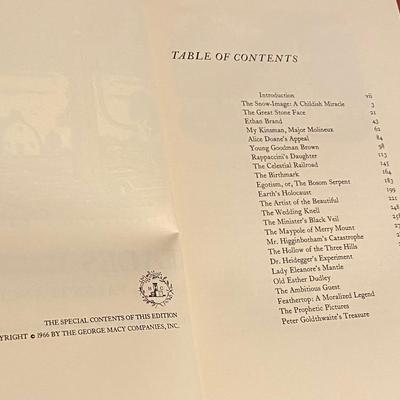 THE SPECIAL CONTENTS OF THIS EDITION
PYRIGHT © 1966 BY THE GEORGE MACY COMPANIES, INC.
TABLE OF CONTENTS
Introduction vii
The Snow-Image: A Childish Miracle 3
The Great Stone Face 21
Ethan Brand 43
My Kinsman, Major Molineux 62
Alice Doane's Appeal 84
Young Goodman Brown 98
Rappaccini's Daughter 113
The Celestial Railroad 145
The Birthmark 164
Egotism, or, The Bosom Serpent 183
Earth's Holocaust 199
The Artist of the Beautiful 221
The Wedding Knell 248
The Minister's Black Veil 258
The Maypole of Merry Mount
Mr. Higginbotham's Catastrophe
The Hollow of the Three Hills
Dr. Heidegger's Experiment
Lady Eleanore's Mantle
Old Esther Dudley
The Ambitious Guest
Feathertop: A Moralized Legend
The Prophetic Pictures
Peter Goldthwaite's Treasure